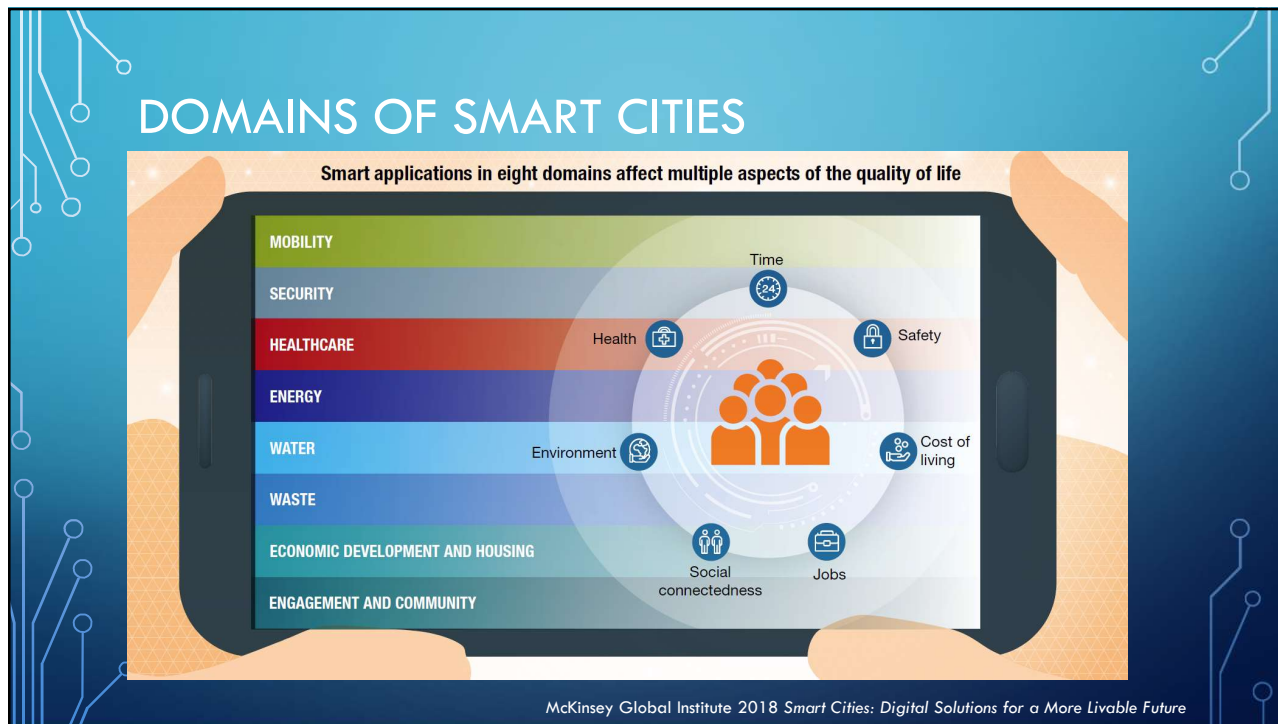 DOMAINS OF SMART CITIES
Smart applications in eight domains affect multiple aspects of the quality of life
MOBILITY
SECURITY
HEALTHCARE
ENERGY
WATER
WASTE
ECONOMIC DEVELOPMENT AND HOUSING
ENGAGEMENT AND COMMUNITY
Time
24
Health
Safety
Environment
Cost of
living
Social
connectedness
Jobs
McKinsey Global Institute 2018 Smart Cities: Digital Solutions for a More Livable Future